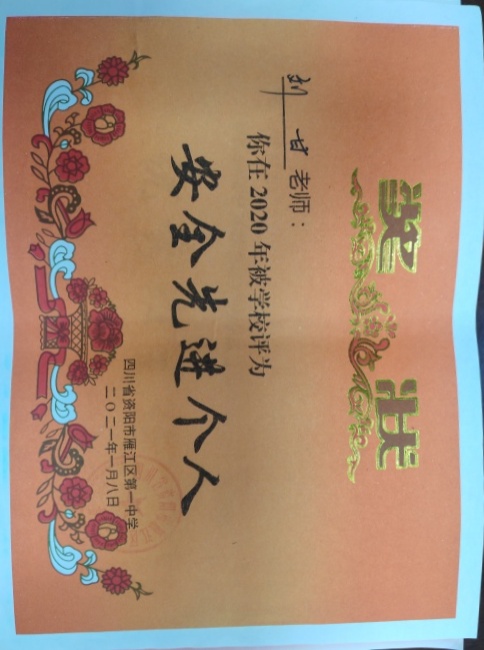 奖状
刘甘老师：
你在2020年被学校评为
安全先进个人
四川省资阳市雁江区第一中学
二〇二一年一月八日